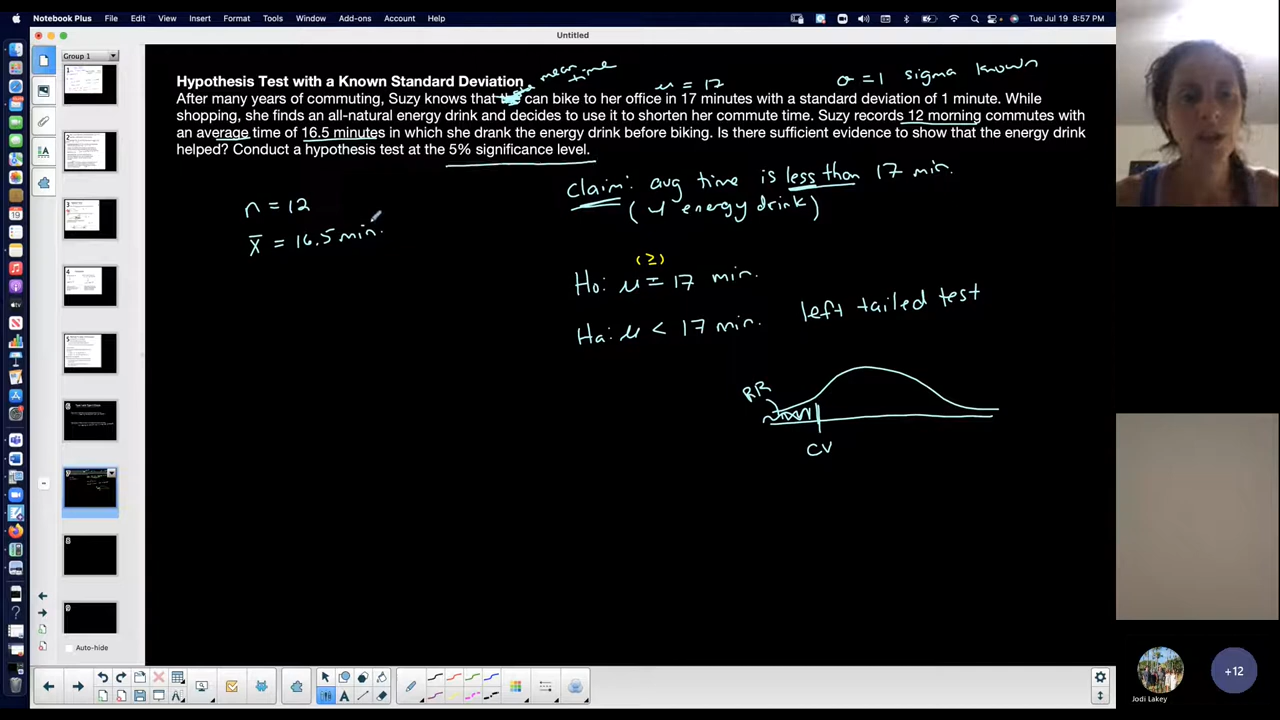 Notebook Plus File Edit View Insert Format Tools Window Add-ons Account Help
Tue Jul 19 8:57 PM
Untitled
Group 1
Hypothesis Test with a Known Standard Deviation
mean time
μ = 17
σ = 1 sigma known
After many years of commuting, Suzy knows that she can bike to her office in 17 minutes with a standard deviation of 1 minute. While
shopping, she finds an all-natural energy drink and decides to use it to shorten her commute time. Suzy records 12 morning commutes with
an average time of 16.5 minutes in which she drank the energy drink before biking. Is there sufficient evidence to show that the energy drink
helped? Conduct a hypothesis test at the 5% significance level.
Claim: avg time is less than 17 min.
energy drink)
n = 12
x̄ = 16.5 min.
(≥)
Ho: μ = 17 min.
Ha: μ < 17 min.
left tailed test
RR
CV
Auto-hide
Jodi Lakey
+12